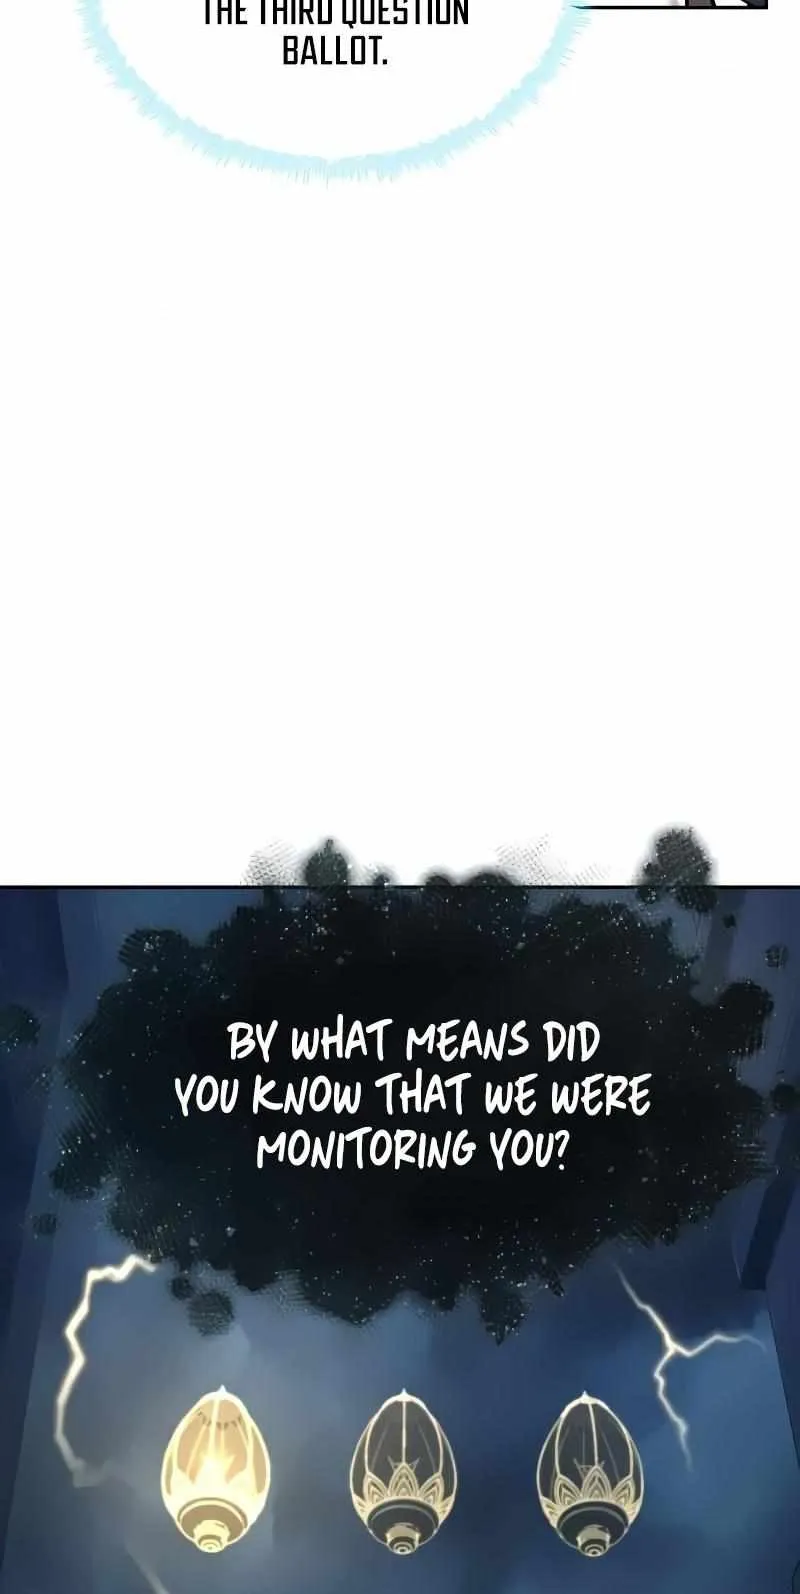 THE THIRD QUESTION
BALLOT.
BY WHAT MEANS DID
YOU KNOW THAT WE WERE
MONITORING YOU?